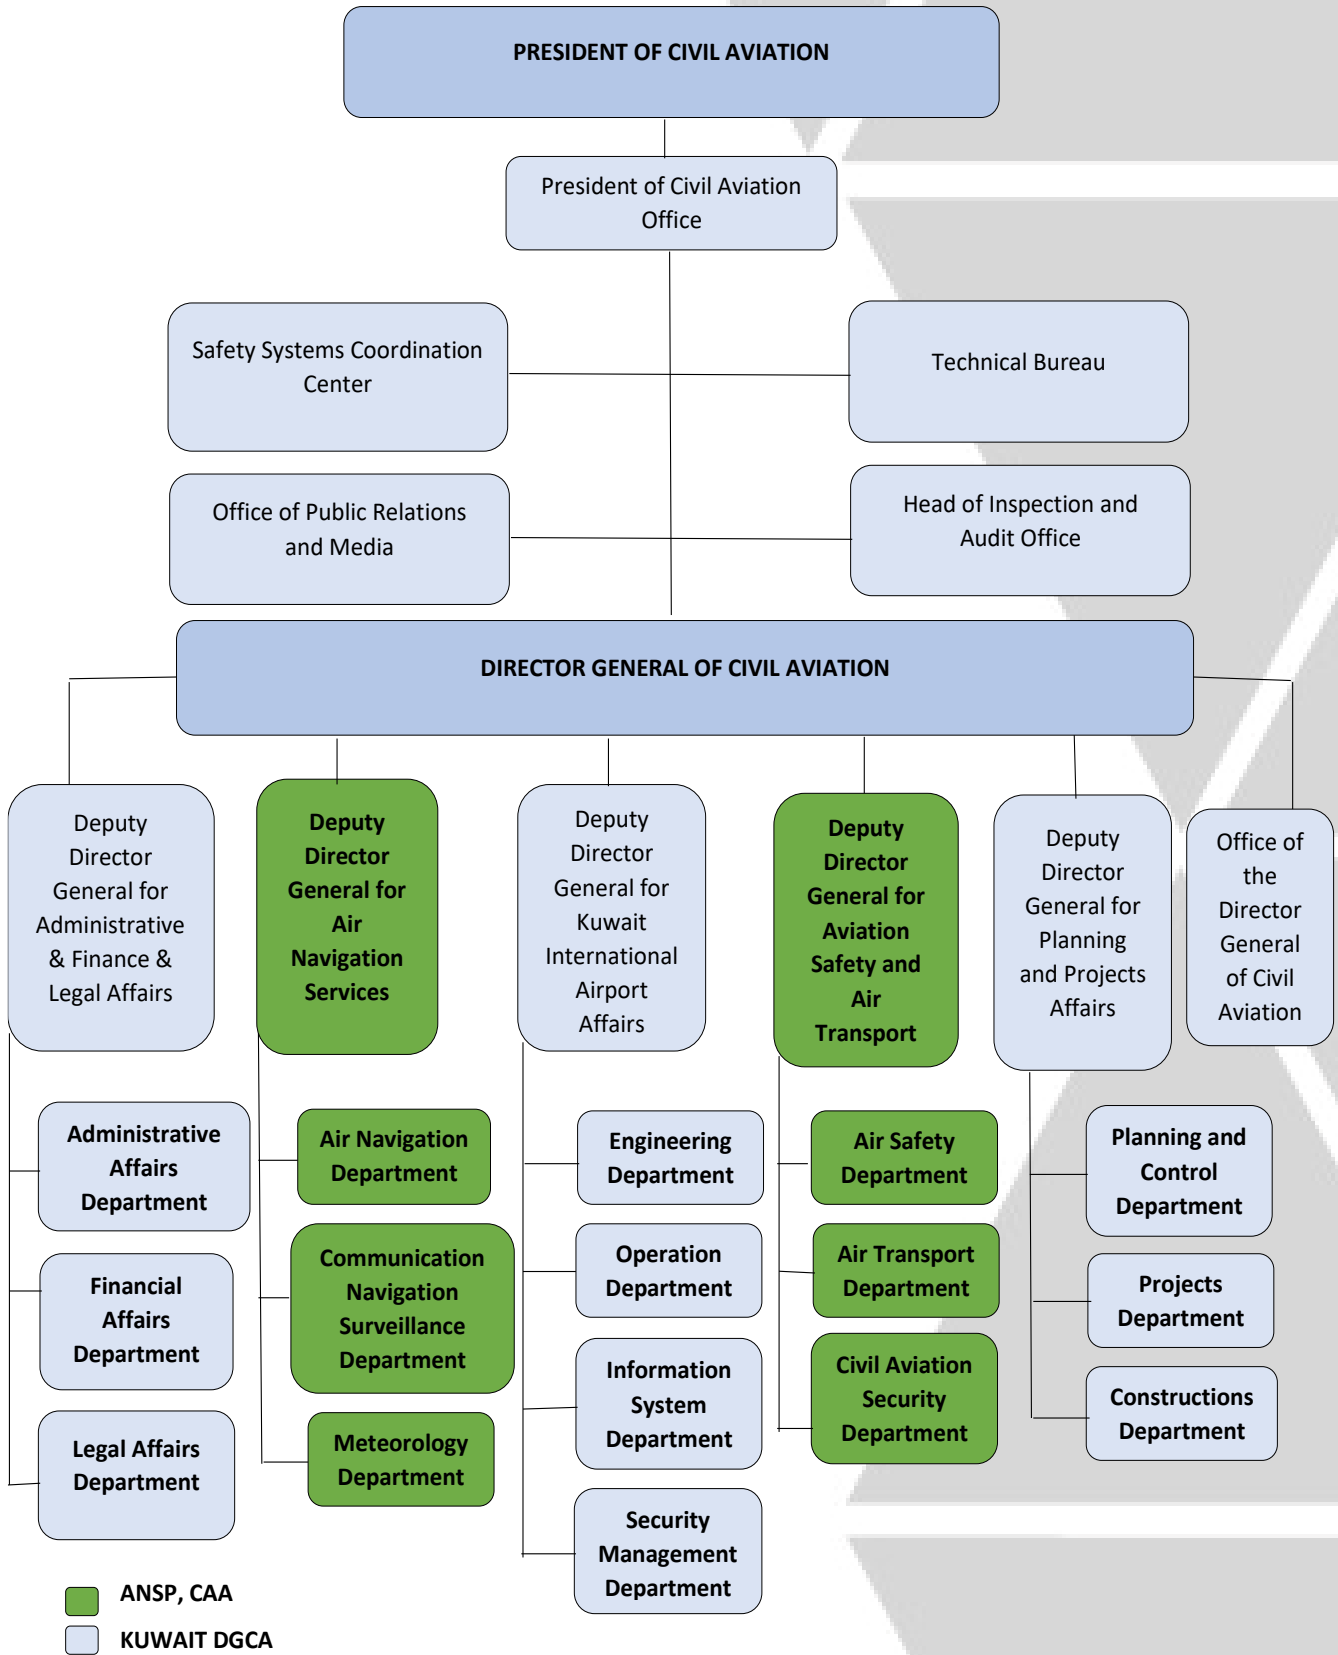 PRESIDENT OF CIVIL AVIATION
President of Civil Aviation
Office
Safety Systems Coordination
Center
Technical Bureau
Office of Public Relations
and Media
Head of Inspection and
Audit Office
DIRECTOR GENERAL OF CIVIL AVIATION
Deputy
Director
General for
Administrative
& Finance &
Legal Affairs
Deputy
Director
General for
Air
Navigation
Services
Deputy
Director
General for
Kuwait
International
Airport
Affairs
Deputy
Director
General for
Aviation
Safety and
Air
Transport
Deputy
Director
General for
Planning
and Projects
Affairs
Office of
the
Director
General
of Civil
Aviation
Administrative
Affairs
Department
Financial
Affairs
Department
Legal Affairs
Department
Air Navigation
Department
Communication
Navigation
Surveillance
Department
Meteorology
Department
Engineering
Department
Operation
Department
Information
System
Department
Security
Management
Department
Air Safety
Department
Air Transport
Department
Civil Aviation
Security
Department
Planning and
Control
Department
Projects
Department
Constructions
Department
ANSP, CAA
KUWAIT DGCA